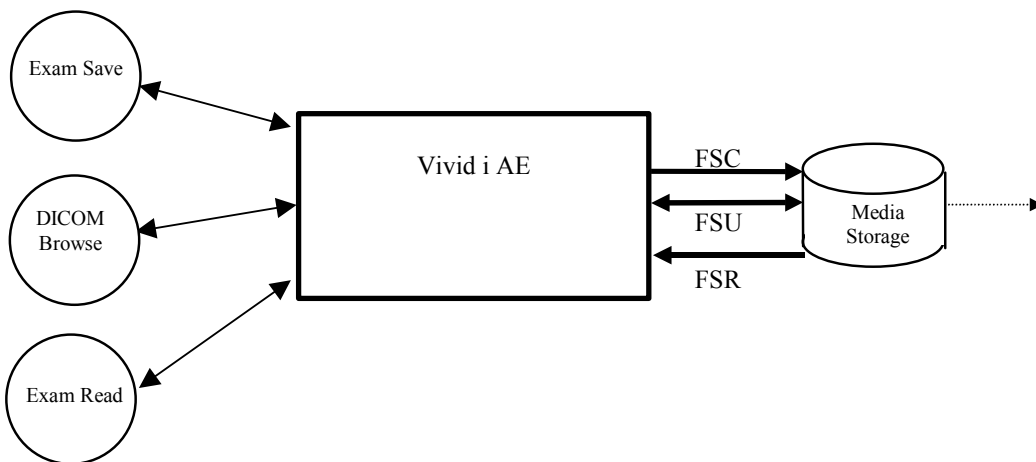 Exam Save
DICOM
Browse
Exam Read
Vivid i AE
FSC
FSU
FSR
Media
Storage